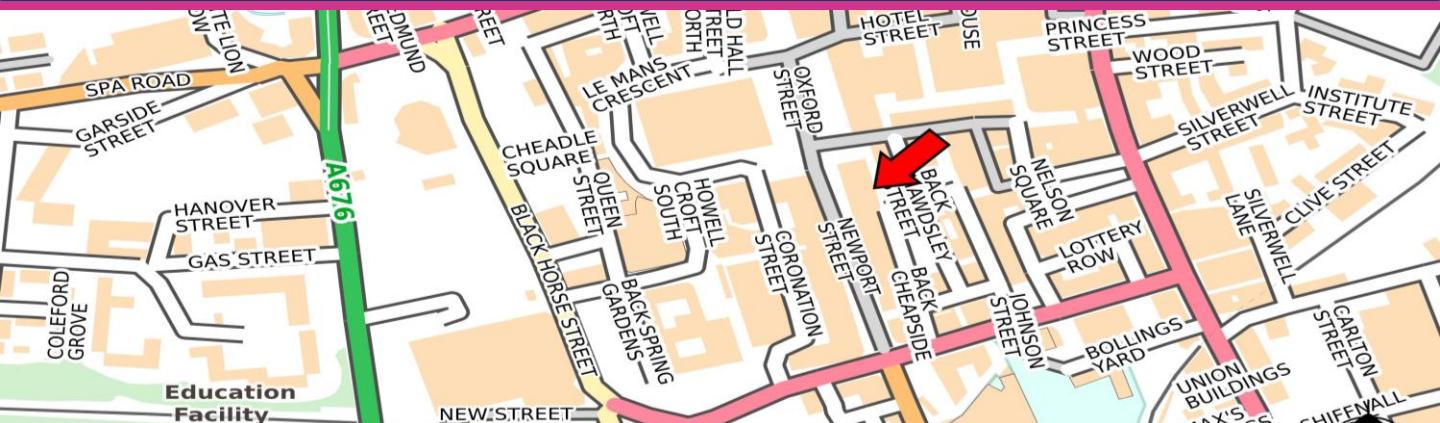 SPA ROAD
GARSIDE
STREET
HANOVER
STREET
GAS STREET
COLEFORD
GROVE
A676
Education
Facility
EDMUND
CHEADLE
SQUARE
QUEEN
STREET
BLACK HORSE STREET
NEW STREET
LE MANS
CRESCENT
HOWELL
CROFT
SOUTH
BACK-SPRING
GARDENS
CORONATION
STREET
OXFORD
STREET
HOTEL
STREET
NEWPORT
STREET
BACK
MAWDSLEY
STREET
BACK
CHEAPSIDE
NELSON
SQUARE
LOTTERY
ROW
JOHNSON
STREET
BOLLINGS
YARD
PRINCESS
STREET
WOOD
STREET
SILVERWELL
STREET
INSTITUTE
STREET
CLIVE STREET
SILVERWELL
LANE
CARLTON
STREET
UNION
BUILDINGS